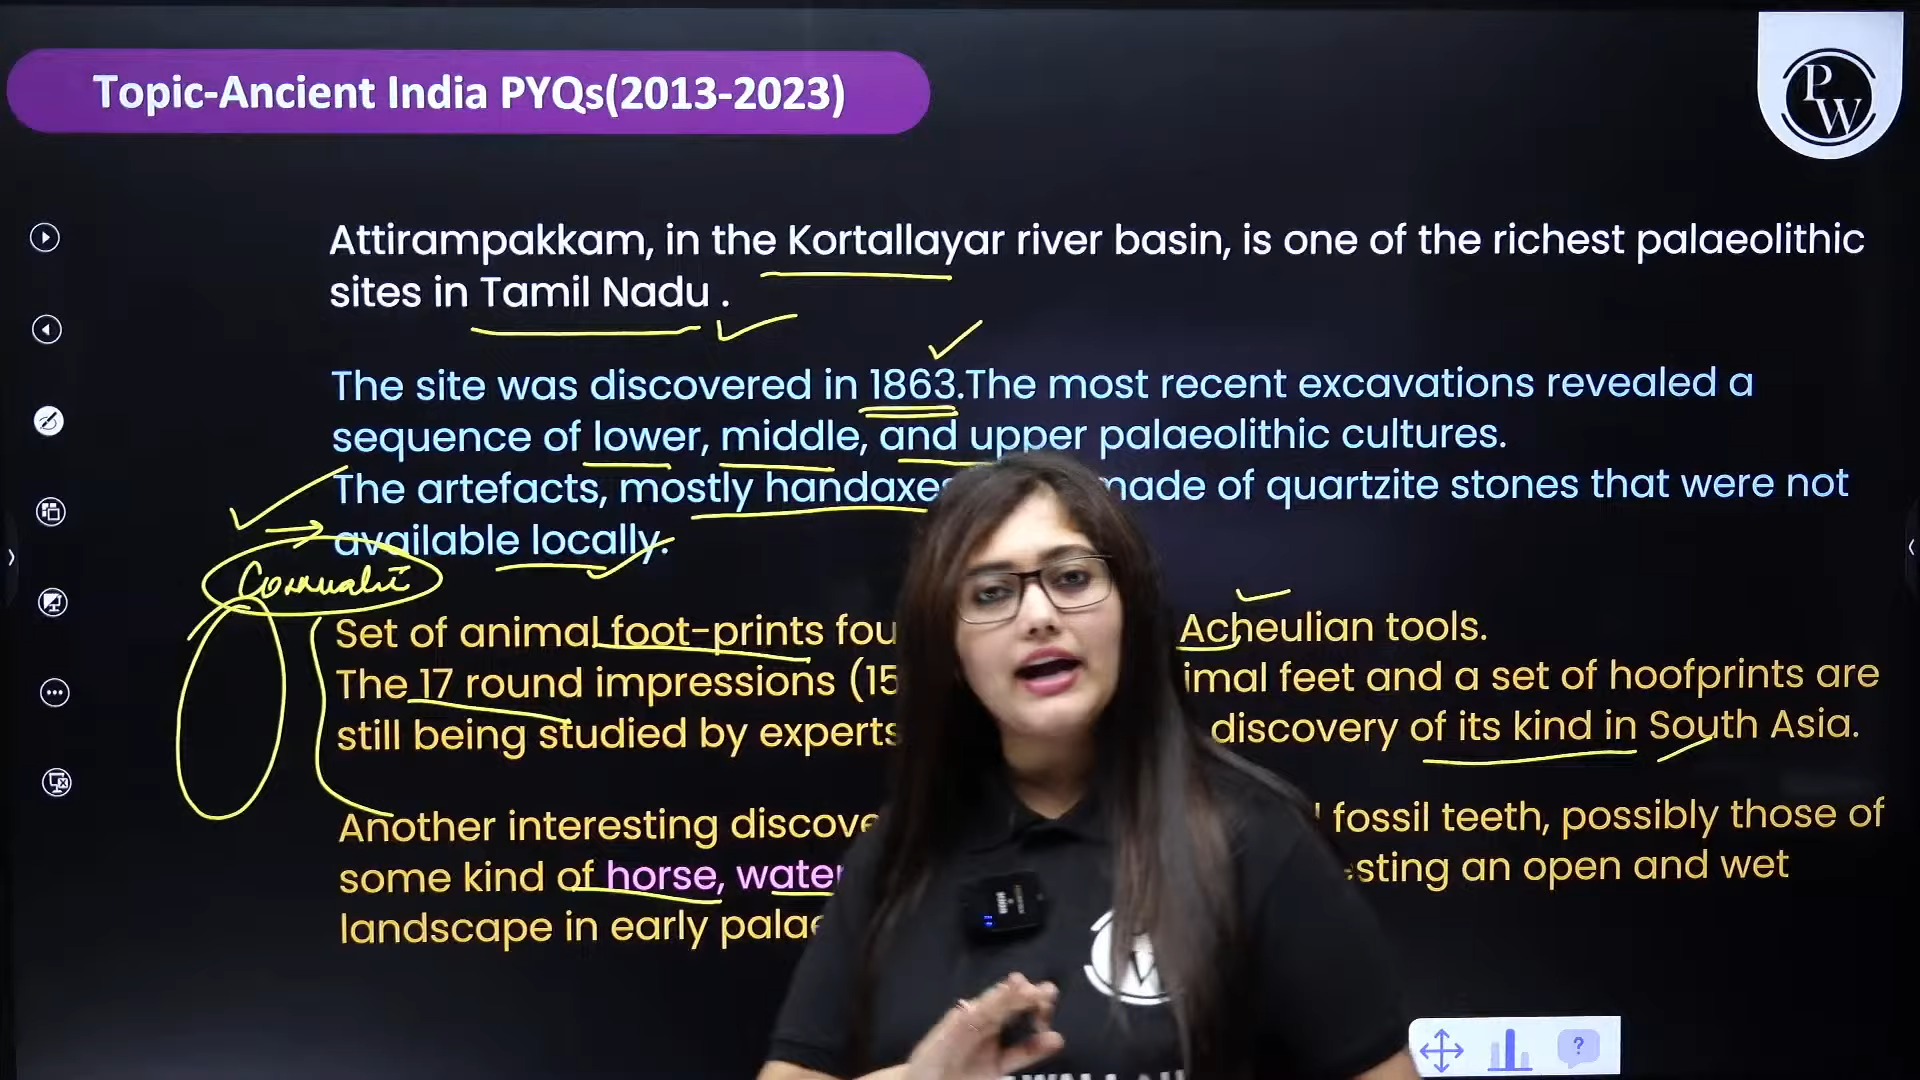 Topic-Ancient India PYQs(2013-2023)
PW
Attirampakkam, in the Kortallayar river basin, is one of the richest palaeolithic
sites in Tamil Nadu .
The site was discovered in 1863.The most recent excavations revealed a
sequence of lower, middle, and upper palaeolithic cultures.
The artefacts, mostly handaxes made of quartzite stones that were not
available locally.
Set of animal foot-prints Acheulian tools.
The 17 round impressions (15 feet and a set of hoofprints are
still being studied by experts discovery of its kind in South Asia.
Another interesting fossil teeth, possibly those of
some kind of horse, water an open and wet
landscape in early